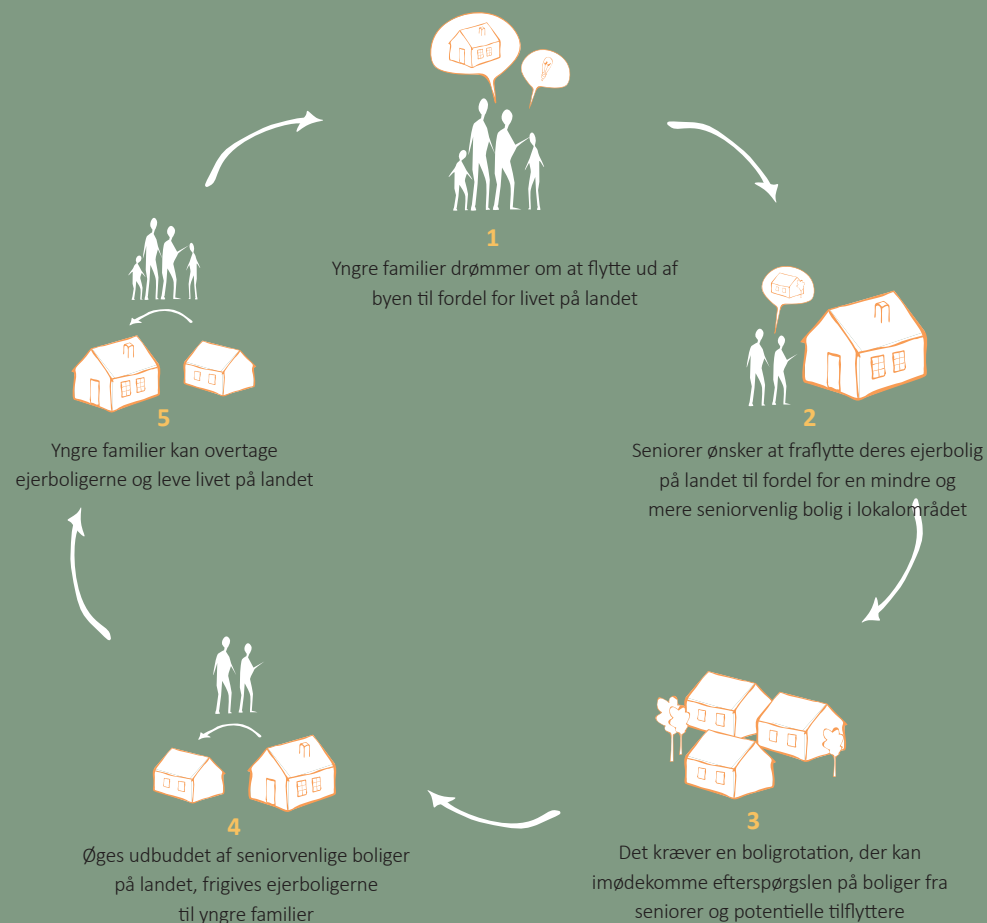 1
Yngre familier drømmer om at flytte ud af
byen til fordel for livet på landet
2
Seniorer ønsker at fraflytte deres ejerbolig
på landet til fordel for en mindre og
mere seniorvenlig bolig i lokalområdet
3
Det kræver en boligrotation, der kan
imødekomme efterspørgslen på boliger fra
seniorer og potentielle tilflyttere
4
Øges udbuddet af seniorvenlige boliger
på landet, frigives ejerboligerne
til yngre familier
5
Yngre familier kan overtage
ejerboligerne og leve livet på landet